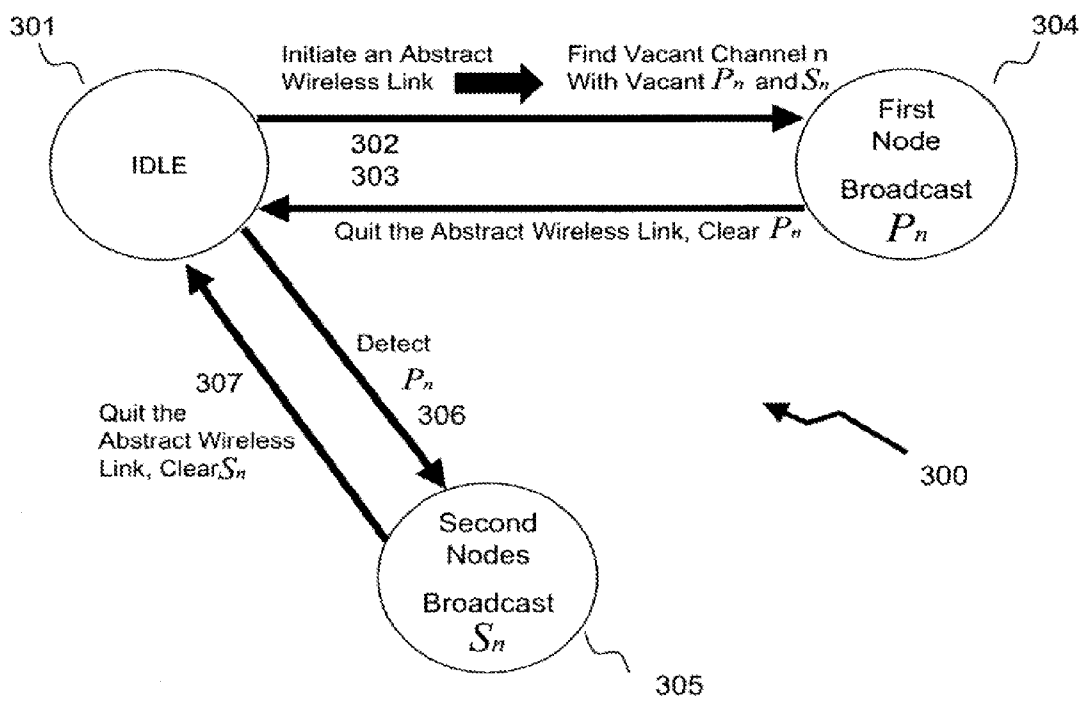 301
304
Initiate an Abstract
Wireless Link
Find Vacant Channel n
With Vacant Pn and Sn
IDLE
First
Node
Broadcast
Pn
302
303
Quit the Abstract Wireless Link, Clear Pn
Detect
Pn
306
307
Quit the
Abstract Wireless
Link, Clear Sn
300
Second
Nodes
Broadcast
Sn
305